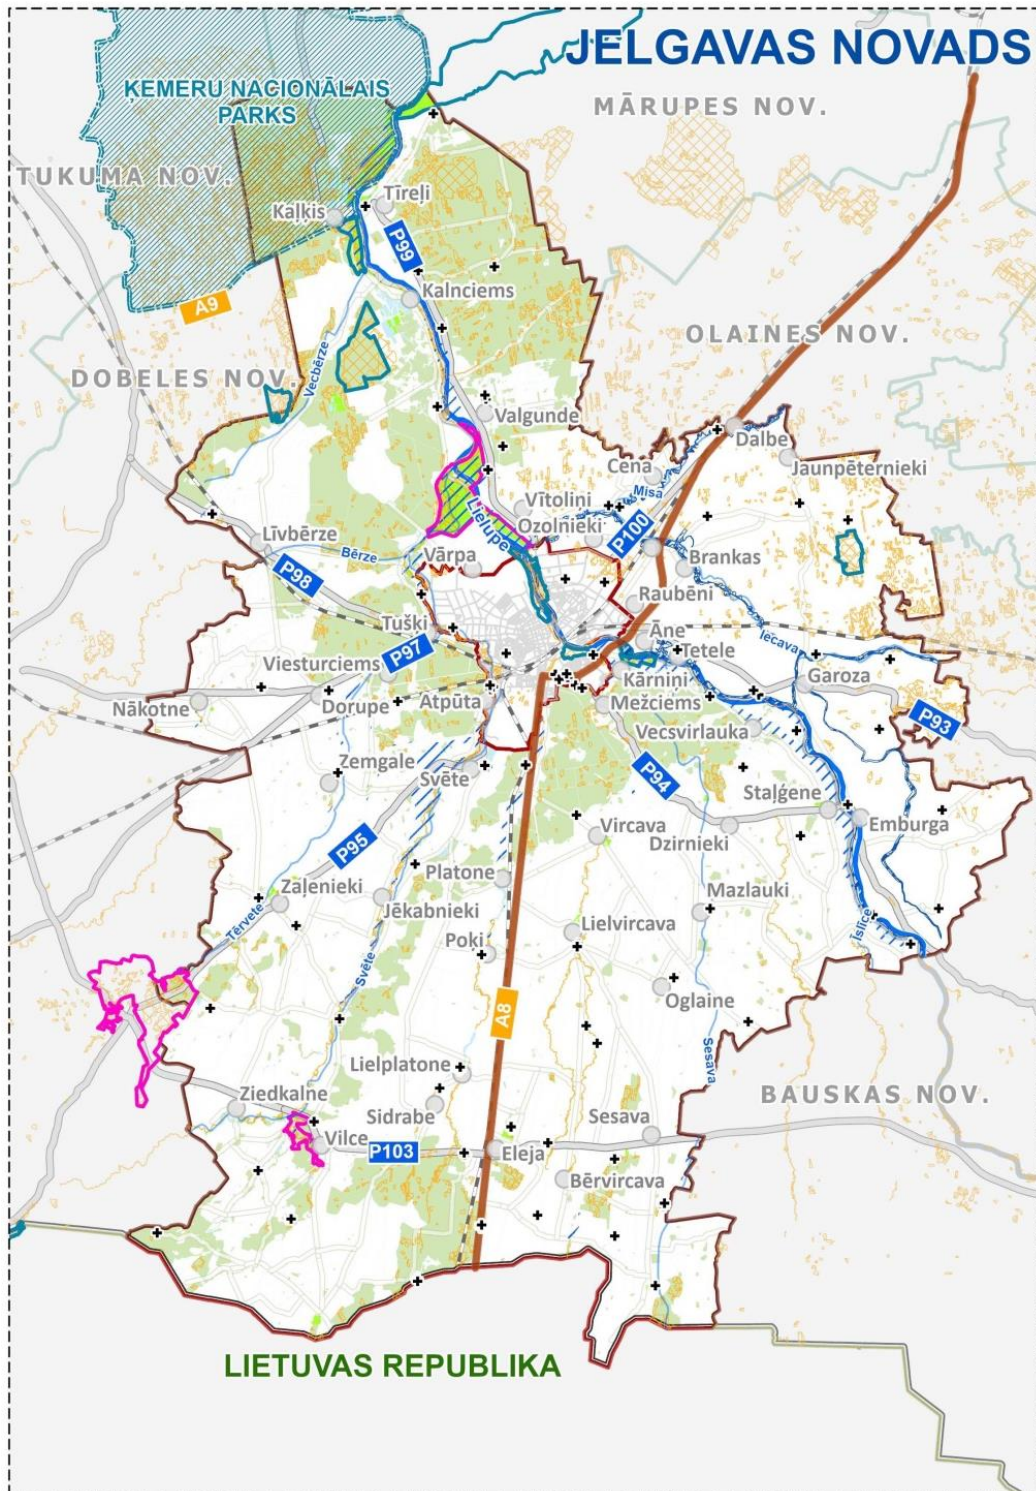 JELGAVAS NOVADS
ĶEMERU NACIONĀLAIS
PARKS
MĀRUPES NOV.
TUKUMA NOV.
Tīreļi
Kaļķis
P99
Kalnciems
A9
OLAINES NOV.
Vecbērze
DOBELES NOV.
Valgunde
Dalbe
Cena
Jaunpēternieki
Misa
Vītoliņi
Lielupe
Ozolnieki
P100
Līvbērze
Bērze
Vārpa
Brankas
P98
Raubēni
Tušķi
Āne
Iecava
Viesturciems
P97
Tetele
Kārniņi
Garoza
Nākotne
Dorupe
Atpūta
Mežciems
P93
Vecsvirlauka
Zemgale
Svēte
P94
Staļģene
Emburga
Vircava
P95
Dzirnieki
Platone
Zaļenieki
Jēkabnieki
Mazlauki
Tērvete
Lielvircava
Īslīce
Poķi
Svēte
Oglaine
A8
Sesava
Lielplatone
Ziedkalne
Sidrabe
Sesava
BAUSKAS NOV.
Vilce
P103
Eleja
Bērvircava
LIETUVAS REPUBLIKA